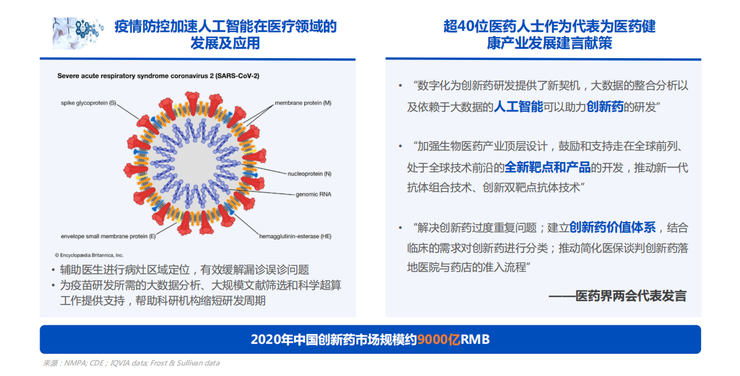 疫情防控加速人工智能在医疗领域的
发展及应用
Severe acute respiratory syndrome coronavirus 2 (SARS-CoV-2)
spike glycoprotein (S)
membrane protein (M)
nucleoprotein (N)
genomic RNA
envelope small membrane protein (E)
hemagglutinin-esterase (HE)
© Encyclopædia Britannica, Inc.
• 辅助医生进行病灶区域定位，有效缓解漏诊误诊问题
• 为疫苗研发所需的大数据分析、大规模文献筛选和科学超算
工作提供支持，帮助科研机构缩短研发周期
超40位医药人士作为代表为医药健
康产业发展建言献策
• “数字化为创新药研发提供了新契机，大数据的整合分析以
及依赖于大数据的人工智能可以助力创新药的研发”
• “加强生物医药产业顶层设计，鼓励和支持走在全球前列、
处于全球技术前沿的全新靶点和产品的开发，推动新一代
抗体组合技术、创新双靶点抗体技术”
• “解决创新药过度重复问题；建立创新药价值体系，结合
临床的需求对创新药进行分类；推动简化医保谈判创新药落
地医院与药店的准入流程”
——医药界两会代表发言
2020年中国创新药市场规模约9000亿RMB
来源：NMPA; CDE；IQVIA data; Frost & Sullivan data